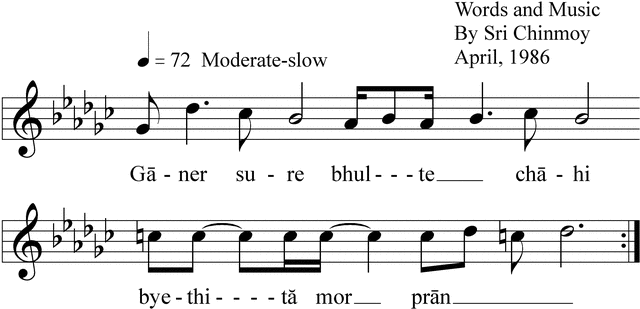 Words and Music
By Sri Chinmoy
April, 1986
= 72 Moderate-slow
Gā - ner su - re bhul - - - te chā - hi
bye - thi - - - - tă mor prān